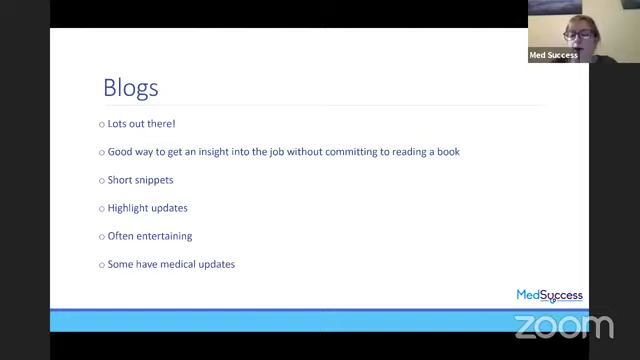 Med Success
Blogs
Lots out there!
Good way to get an insight into the job without committing to reading a book
Short snippets
Highlight updates
Often entertaining
Some have medical updates
MedSuccess
zoom